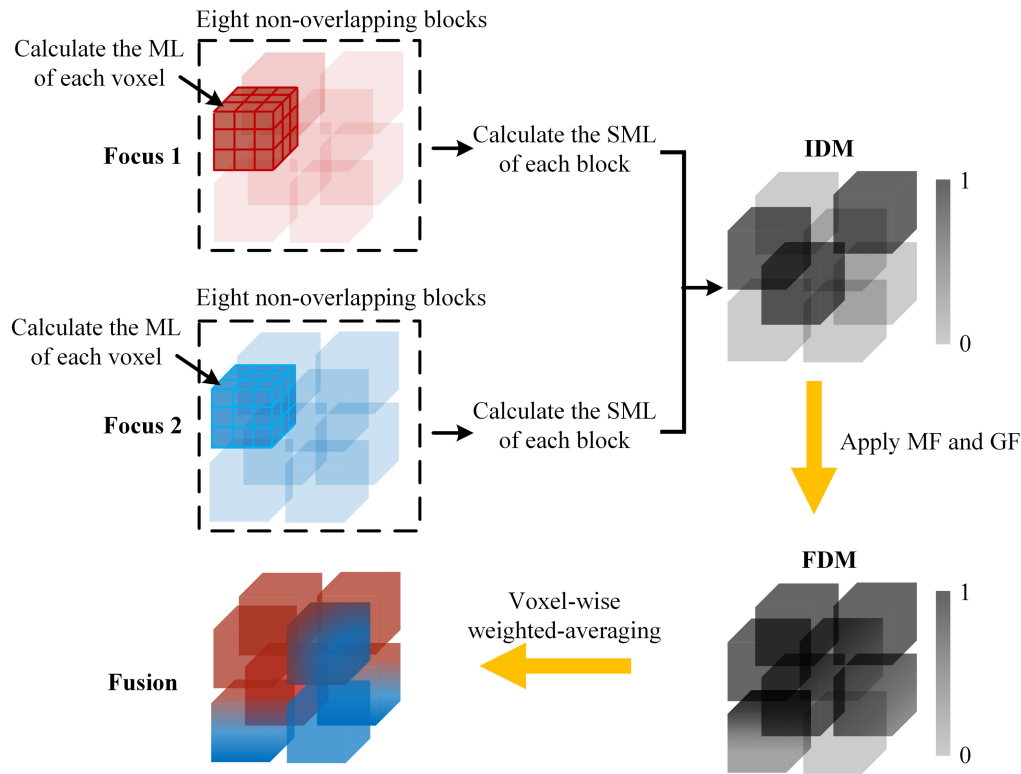 Eight non-overlapping blocks
Calculate the ML
of each voxel
Focus 1
Calculate the SML
of each block
IDM
1
0
Eight non-overlapping blocks
Calculate the ML
of each voxel
Focus 2
Calculate the SML
of each block
Apply MF and GF
FDM
1
0
Voxel-wise
weighted-averaging
Fusion